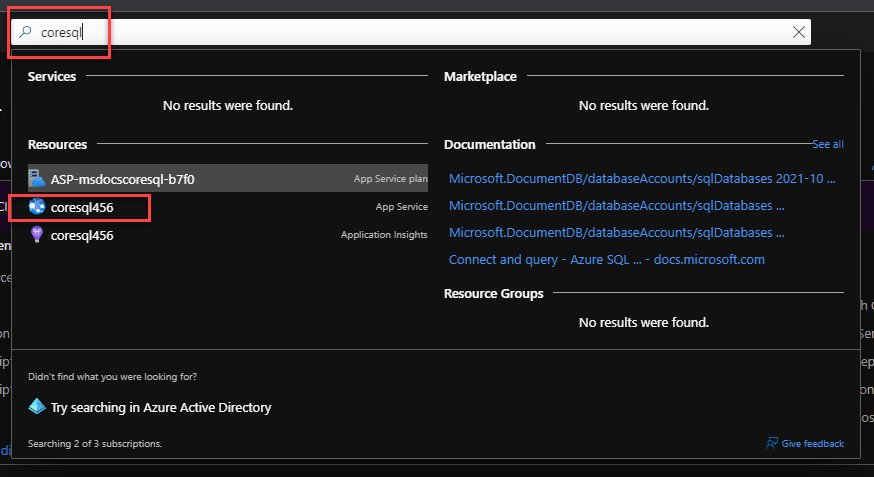 coresql
Services
No results were found.
Resources
ASP-msdocscoresql-b7f0 App Service plan
coresql456 App Service
coresql456 Application Insights
Marketplace
No results were found.
Documentation See all
Microsoft.DocumentDB/databaseAccounts/sqlDatabases 2021-10 ...
Microsoft.DocumentDB/databaseAccounts/sqlDatabases ...
Microsoft.DocumentDB/databaseAccounts/sqlDatabases ...
Connect and query - Azure SQL ... - docs.microsoft.com
Resource Groups
No results were found.
Didn't find what you were looking for?
Try searching in Azure Active Directory
Searching 2 of 3 subscriptions.
Give feedback